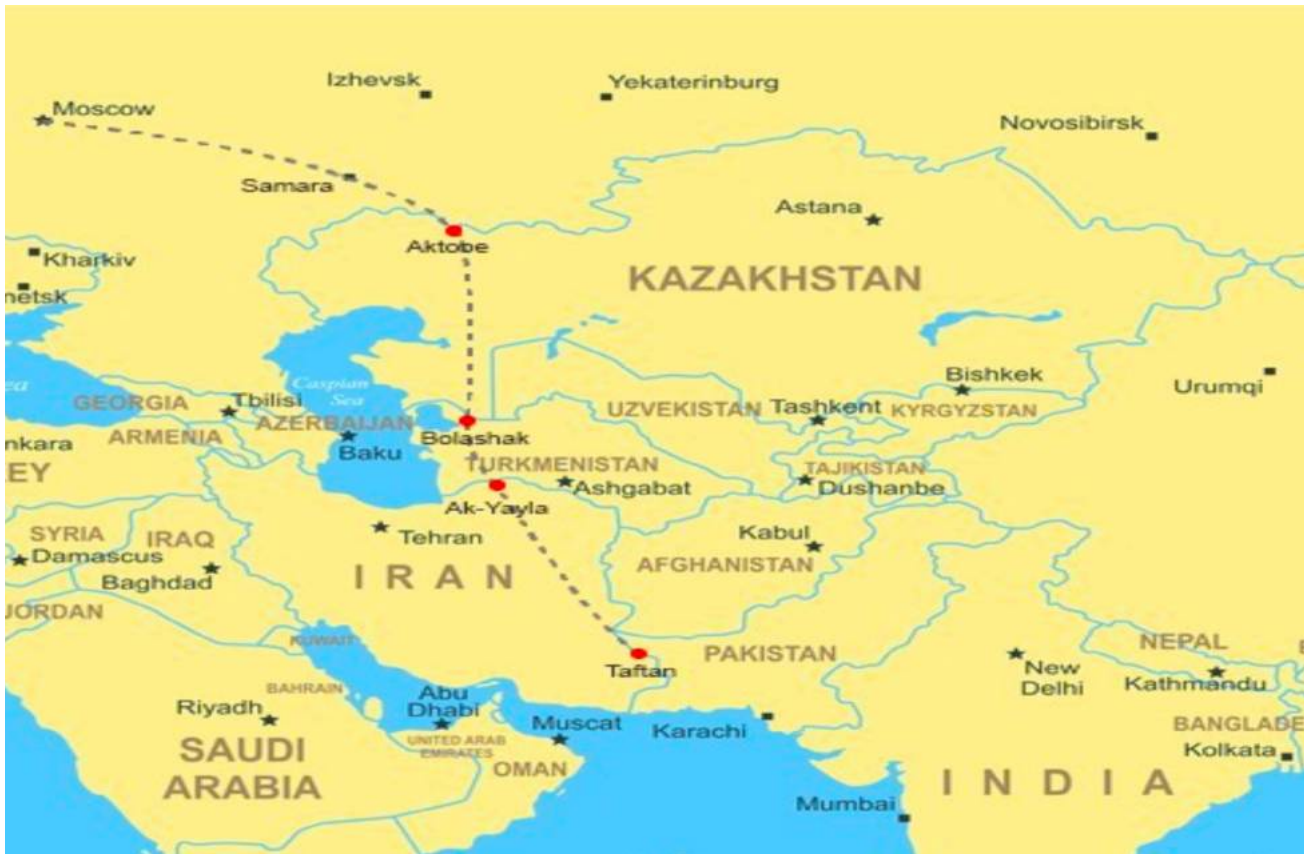 Izhevsk
Yekaterinburg
Moscow
Novosibirsk
Samara
Astana
Aktobe
Kharkiv
KAZAKHSTAN
netsk
Caspian
Sea
ea
Bishkek
Urumqi
GEORGIA
Tbilisi
UZVEKISTAN
Tashkent
KYRGYZSTAN
AZERBAIJAN
ARMENIA
Bolashak
nkara
Baku
EY
TURKMENISTAN
TAJIKISTAN
Ashgabat
Dushanbe
Ak-Yayla
SYRIA
IRAQ
Tehran
Kabul
Damascus
Baghdad
IRAN
AFGHANISTAN
JORDAN
KUWAIT
NEPAL
PAKISTAN
Taftan
New
Delhi
Kathmandu
BAHRAIN
Abu
Dhabi
Riyadh
Muscat
Karachi
BANGLADE
UNITED ARAB
EMIRATES
SAUDI
ARABIA
OMAN
Kolkata
INDIA
Mumbai